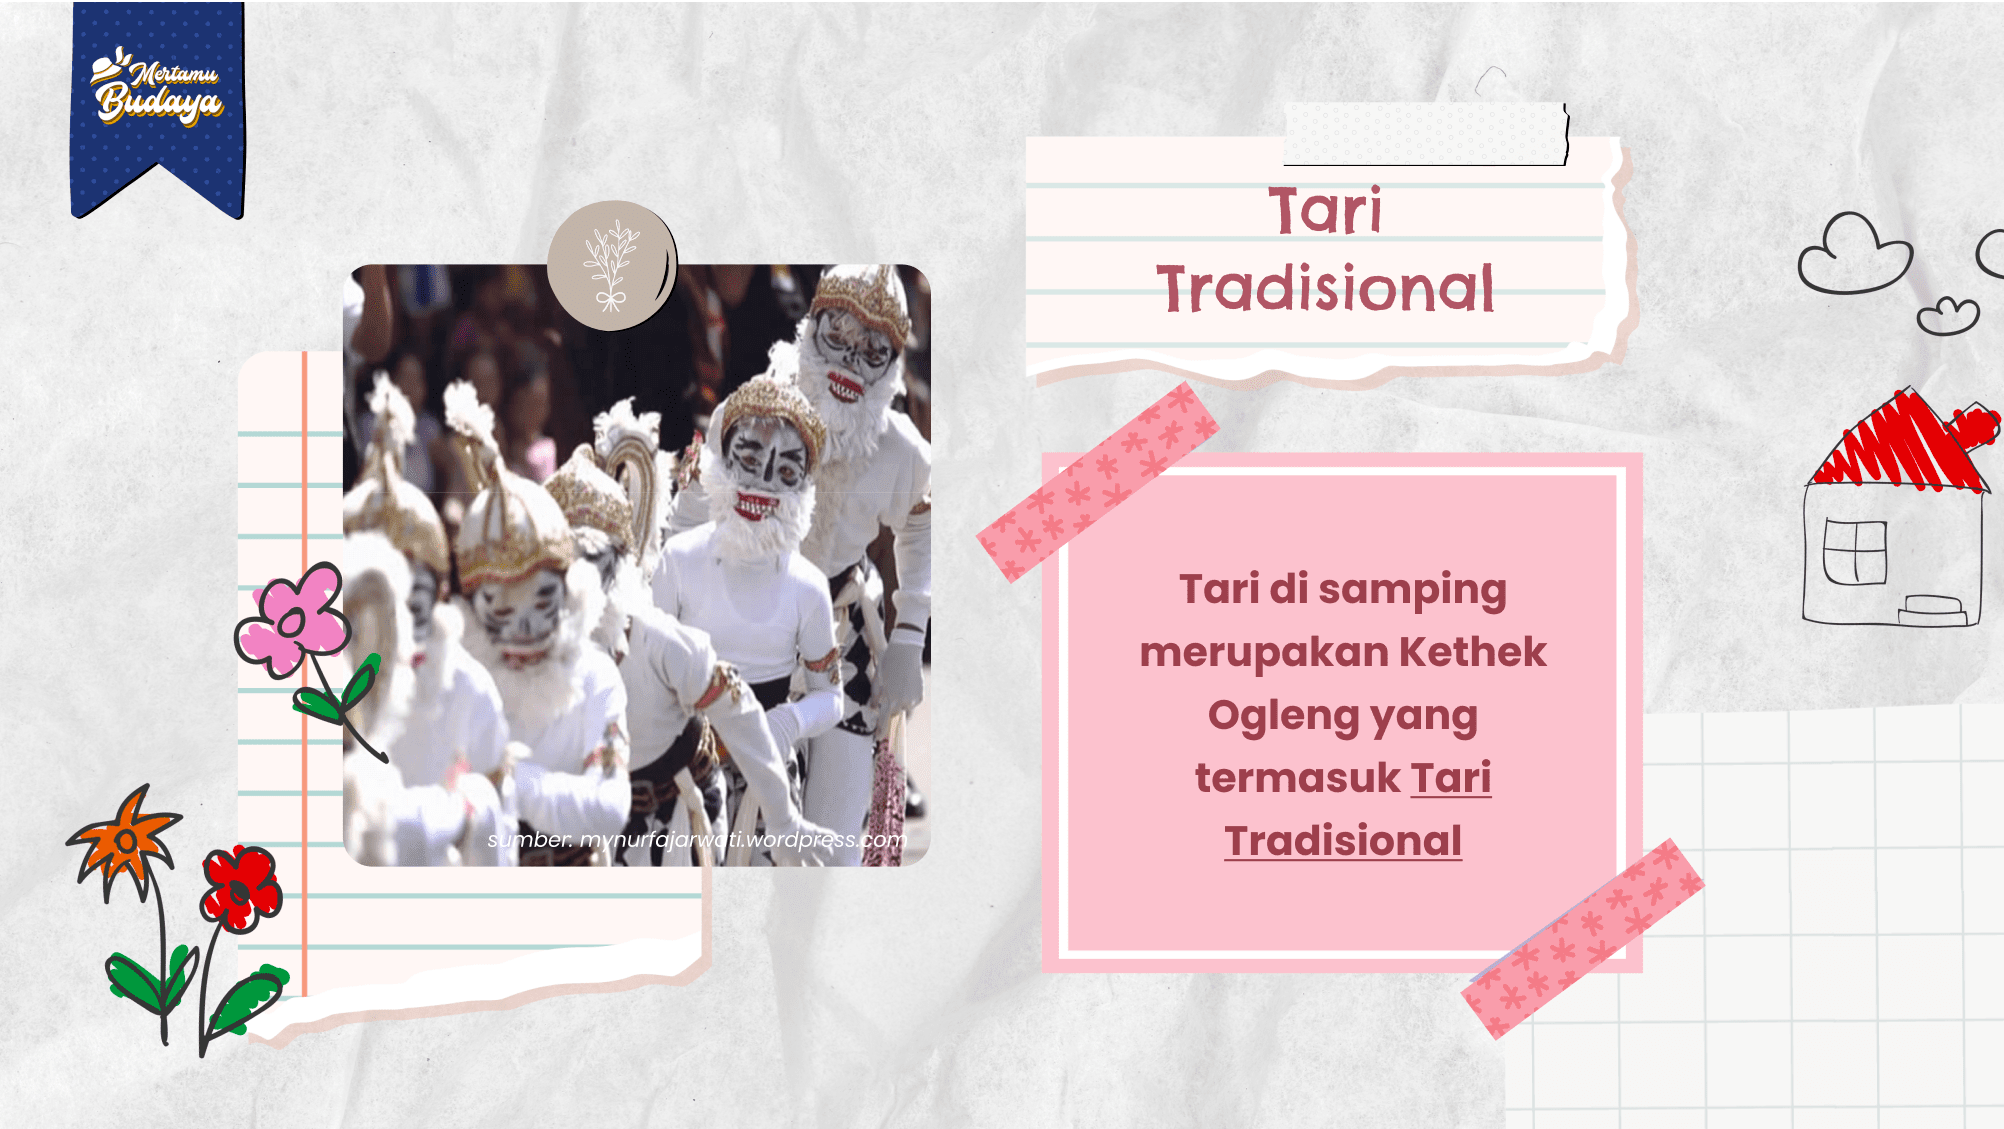 Mertamu
Budaya
Tari
Tradisional
sumber: mynurfajarwati.wordpress.com
Tari di samping
merupakan Kethek
Ogleng yang
termasuk Tari
Tradisional